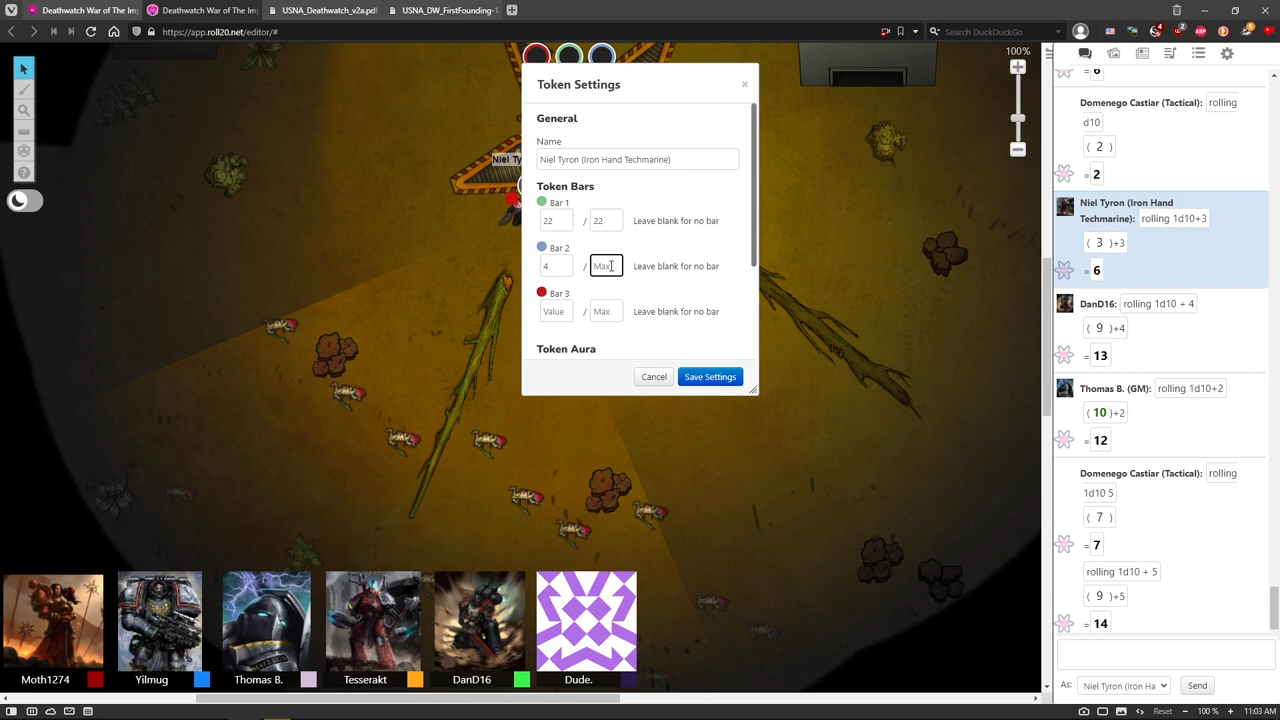 Deathwatch War of The Im
Deathwatch War of The Im
USNA_Deathwatch_v2a.pdf
USNA_DW_FirstFounding-1
https://app.roll20.net/editor/#
Search DuckDuckGo
100%
Token Settings
General
Name
Niel Tyron (Iron Hand Techmarine)
Token Bars
Bar 1
22 / 22 Leave blank for no bar
Bar 2
4 / Max Leave blank for no bar
Bar 3
Value / Max Leave blank for no bar
Token Aura
Cancel Save Settings
Niel Ty
6
Domenego Castiar (Tactical): rolling
d10
( 2 )
= 2
Niel Tyron (Iron Hand
Techmarine): rolling 1d10+3
( 3 )+3
= 6
DanD16: rolling 1d10 + 4
( 9 )+4
= 13
Thomas B. (GM): rolling 1d10+2
( 10 )+2
= 12
Domenego Castiar (Tactical): rolling
1d10 5
( 7 )
= 7
rolling 1d10 + 5
( 9 )+5
= 14
As: Niel Tyron (Iron Ha Send
Moth1274
Yilmug
Thomas B.
Tesserakt
DanD16
Dude.
Reset 100 % 11:03 AM